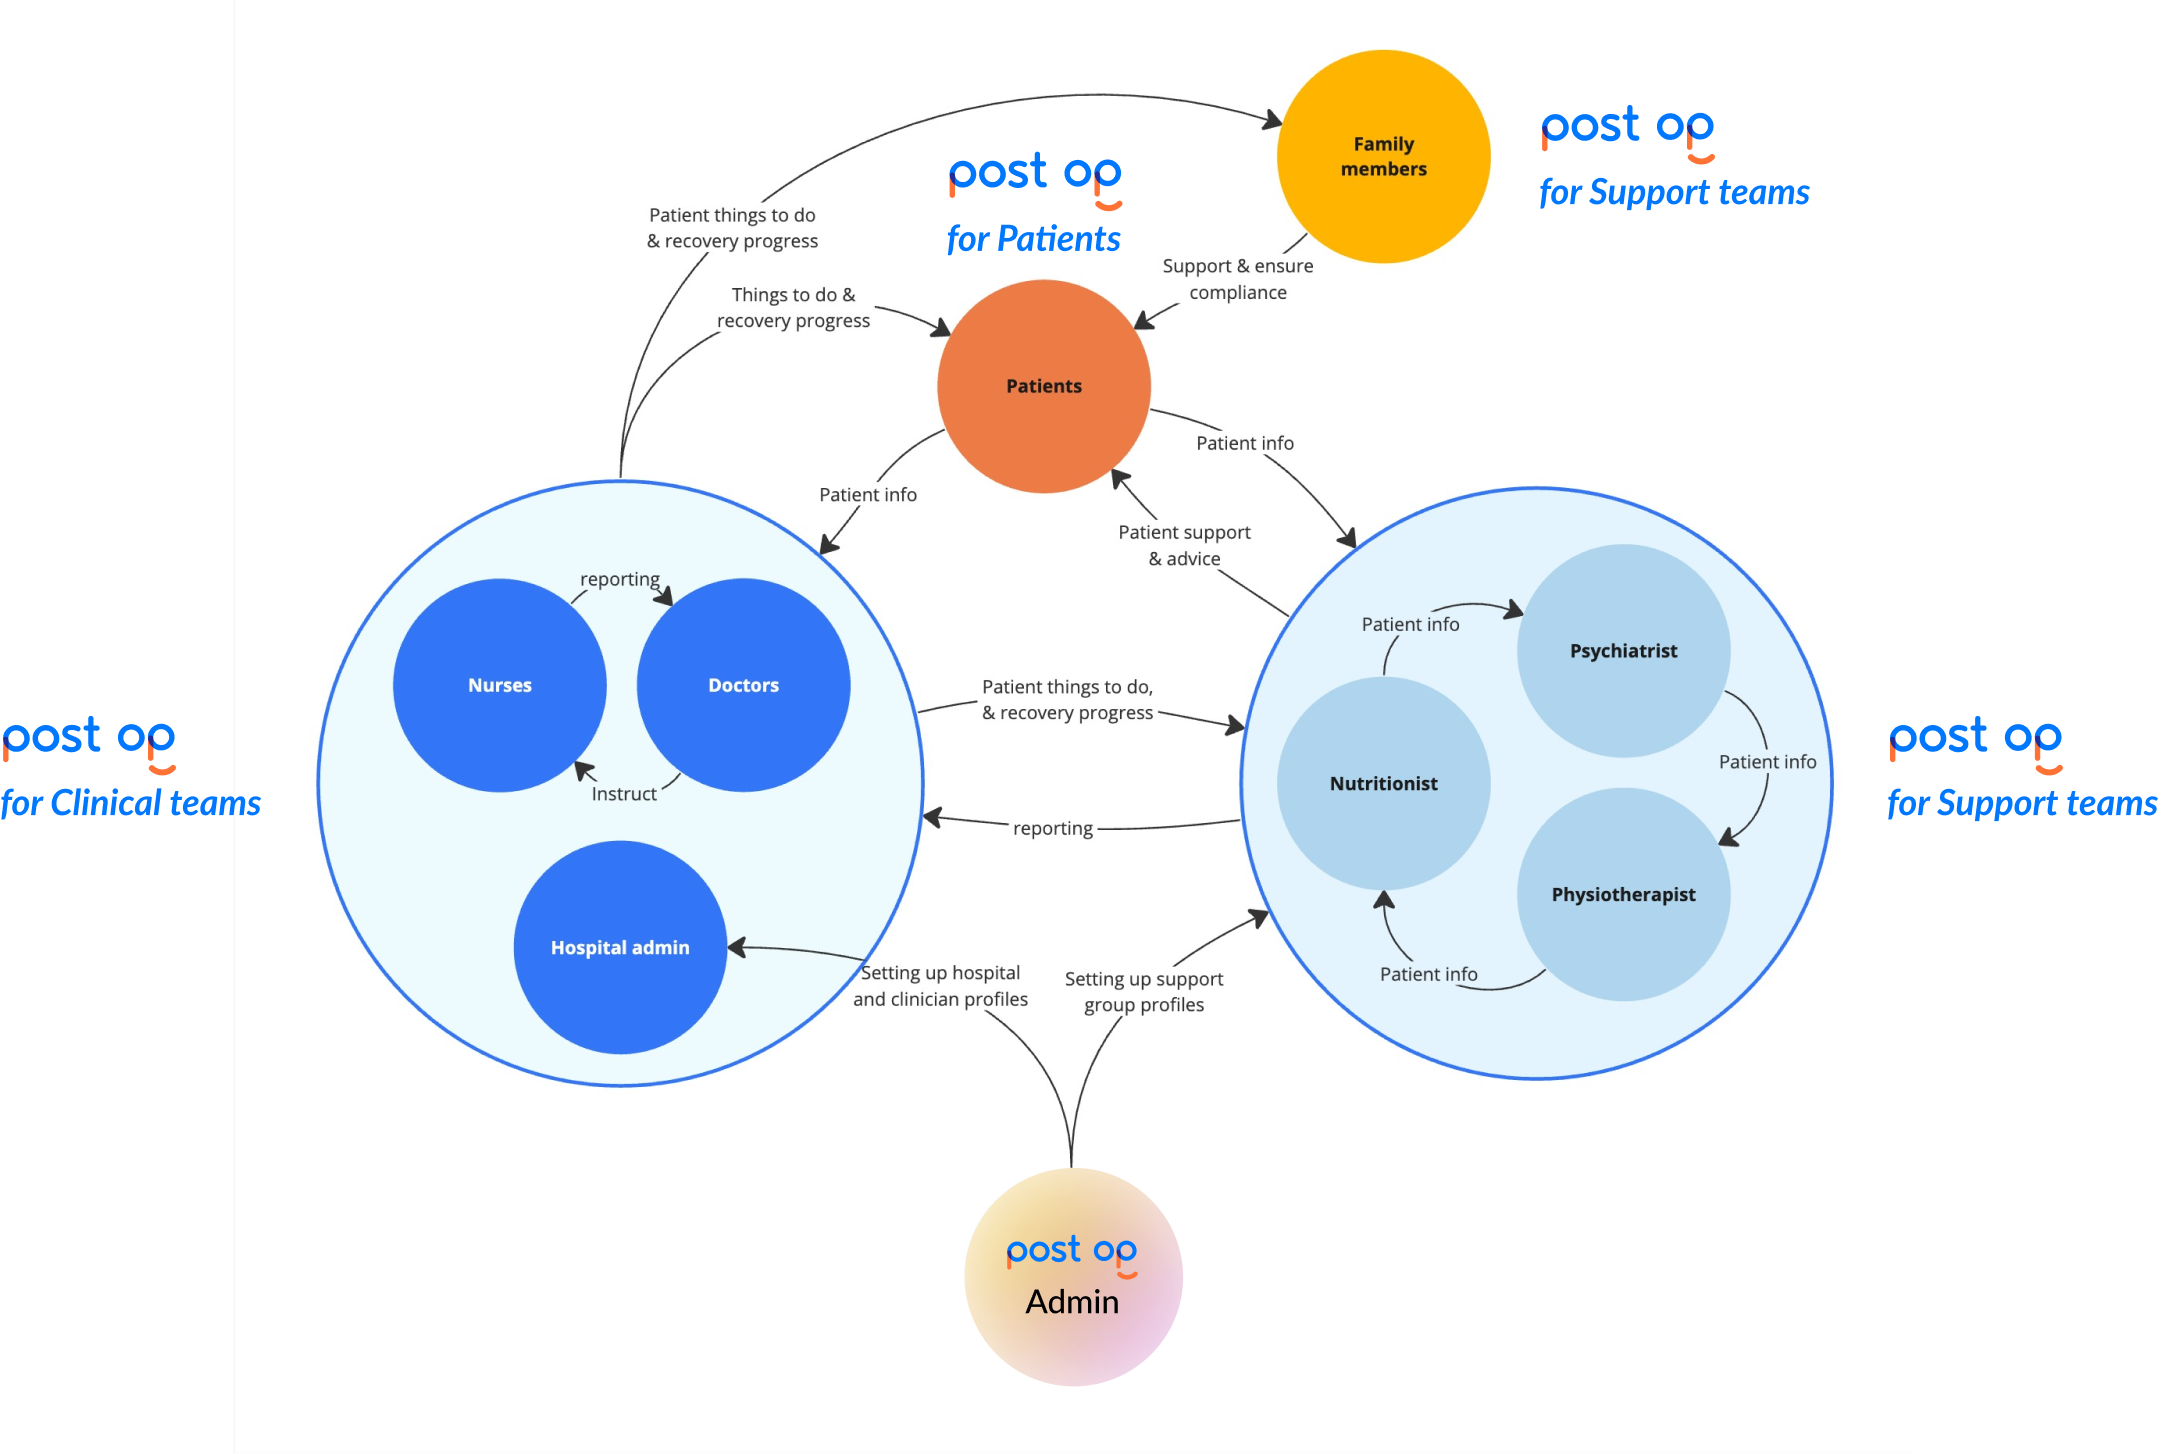 Family
members
post op
for Support teams
post op
for Patients
Patient things to do
& recovery progress
Support & ensure
compliance
Things to do &
recovery progress
Patients
Patient info
Patient info
Patient support
& advice
reporting
Nurses
Doctors
Instruct
Hospital admin
post op
for Clinical teams
Patient things to do,
& recovery progress
reporting
Patient info
Psychiatrist
Patient info
Nutritionist
Physiotherapist
Patient info
post op
for Support teams
Setting up hospital
and clinician profiles
Setting up support
group profiles
post op
Admin